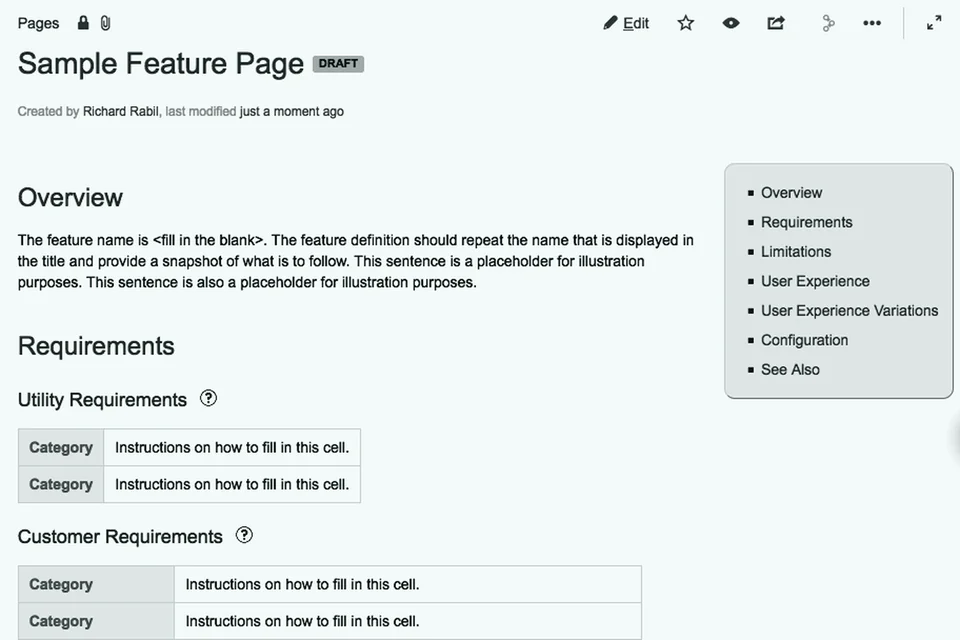 Pages
Edit
Sample Feature Page DRAFT
Created by Richard Rabil, last modified just a moment ago
Overview
The feature name is <fill in the blank>. The feature definition should repeat the name that is displayed in
the title and provide a snapshot of what is to follow. This sentence is a placeholder for illustration
purposes. This sentence is also a placeholder for illustration purposes.
Overview
Requirements
Limitations
User Experience
User Experience Variations
Configuration
See Also
Requirements
Utility Requirements ?
Category Instructions on how to fill in this cell.
Category Instructions on how to fill in this cell.
Customer Requirements ?
Category Instructions on how to fill in this cell.
Category Instructions on how to fill in this cell.